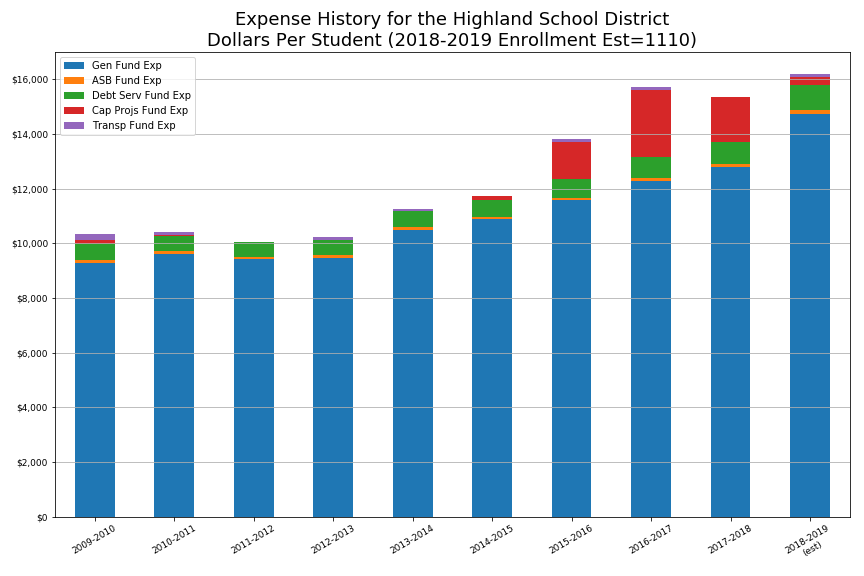 Expense History for the Highland School District
Dollars Per Student (2018-2019 Enrollment Est=1110)
Gen Fund Exp
ASB Fund Exp
Debt Serv Fund Exp
Cap Projs Fund Exp
Transp Fund Exp
$16,000
$14,000
$12,000
$10,000
$8,000
$6,000
$4,000
$2,000
$0
2009-2010
2010-2011
2011-2012
2012-2013
2013-2014
2014-2015
2015-2016
2016-2017
2017-2018
2018-2019
(est)